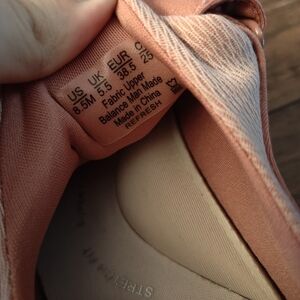 US UK EUR C/
8.5M 5.5 38.5 25
Fabric Upper
Balance Man Made
Made in China
REFRESH
STRE